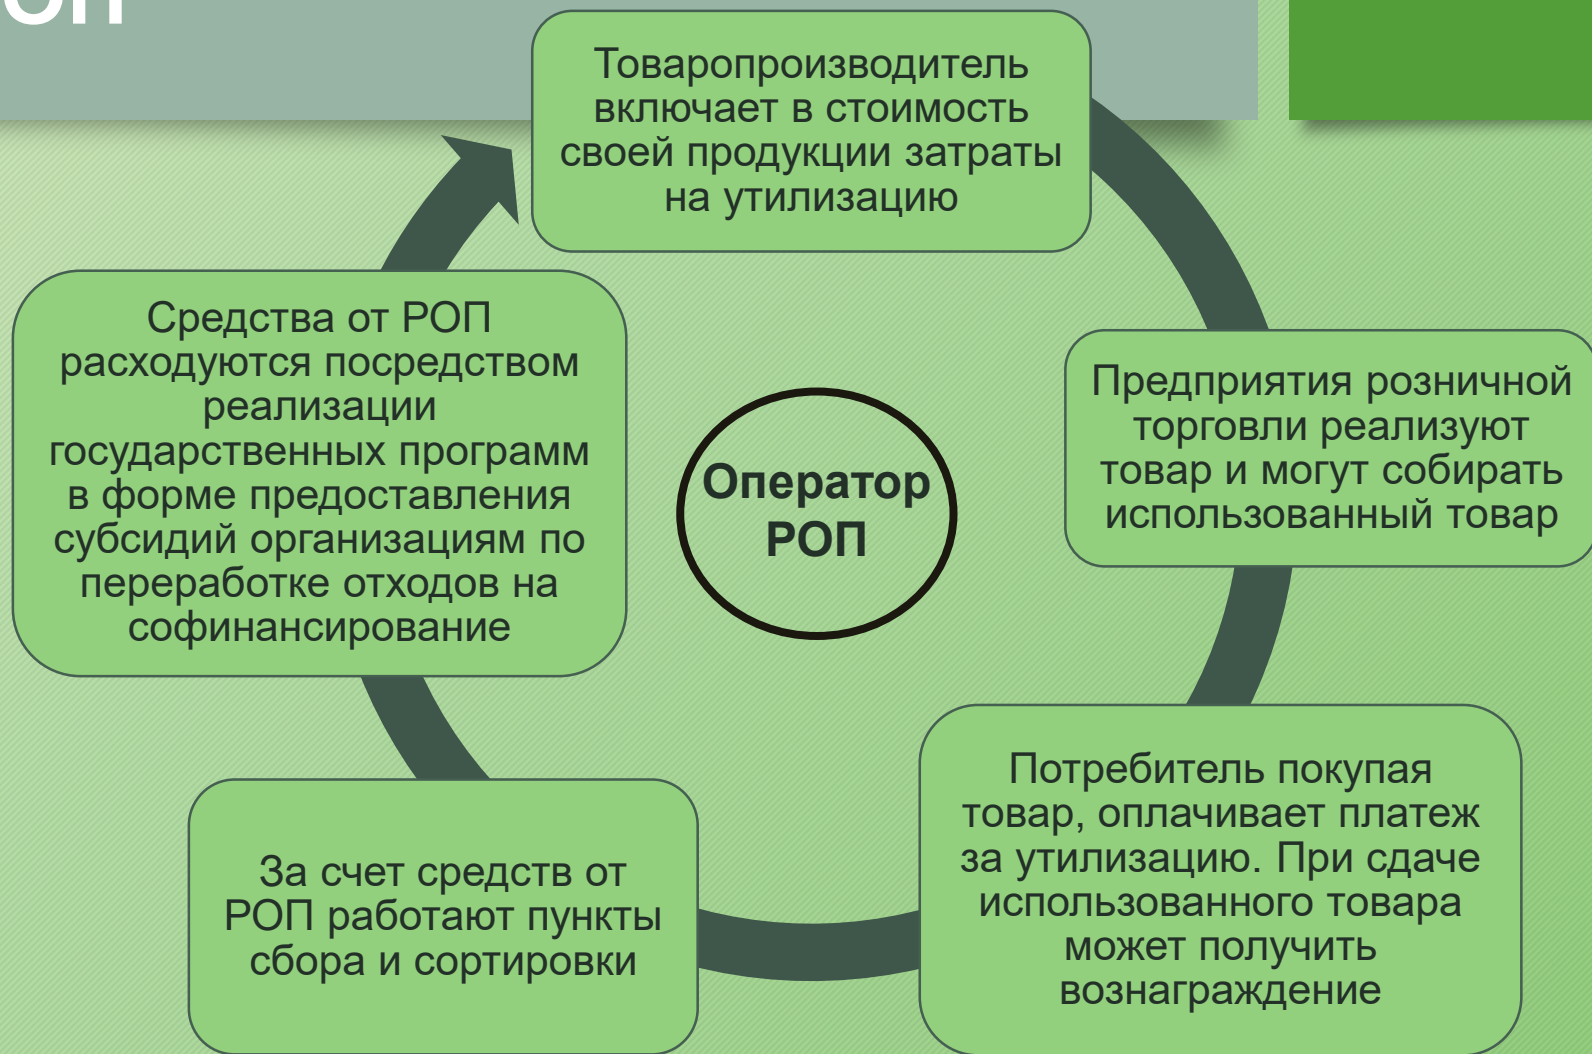 Товаропроизводитель
включает в стоимость
своей продукции затраты
на утилизацию
Предприятия розничной
торговли реализуют
товар и могут собирать
использованный товар
Потребитель покупая
товар, оплачивает платеж
за утилизацию. При сдаче
использованного товара
может получить
вознаграждение
За счет средств от
РОП работают пункты
сбора и сортировки
Средства от РОП
расходуются посредством
реализации
государственных программ
в форме предоставления
субсидий организациям по
переработке отходов на
софинансирование
Оператор
РОП